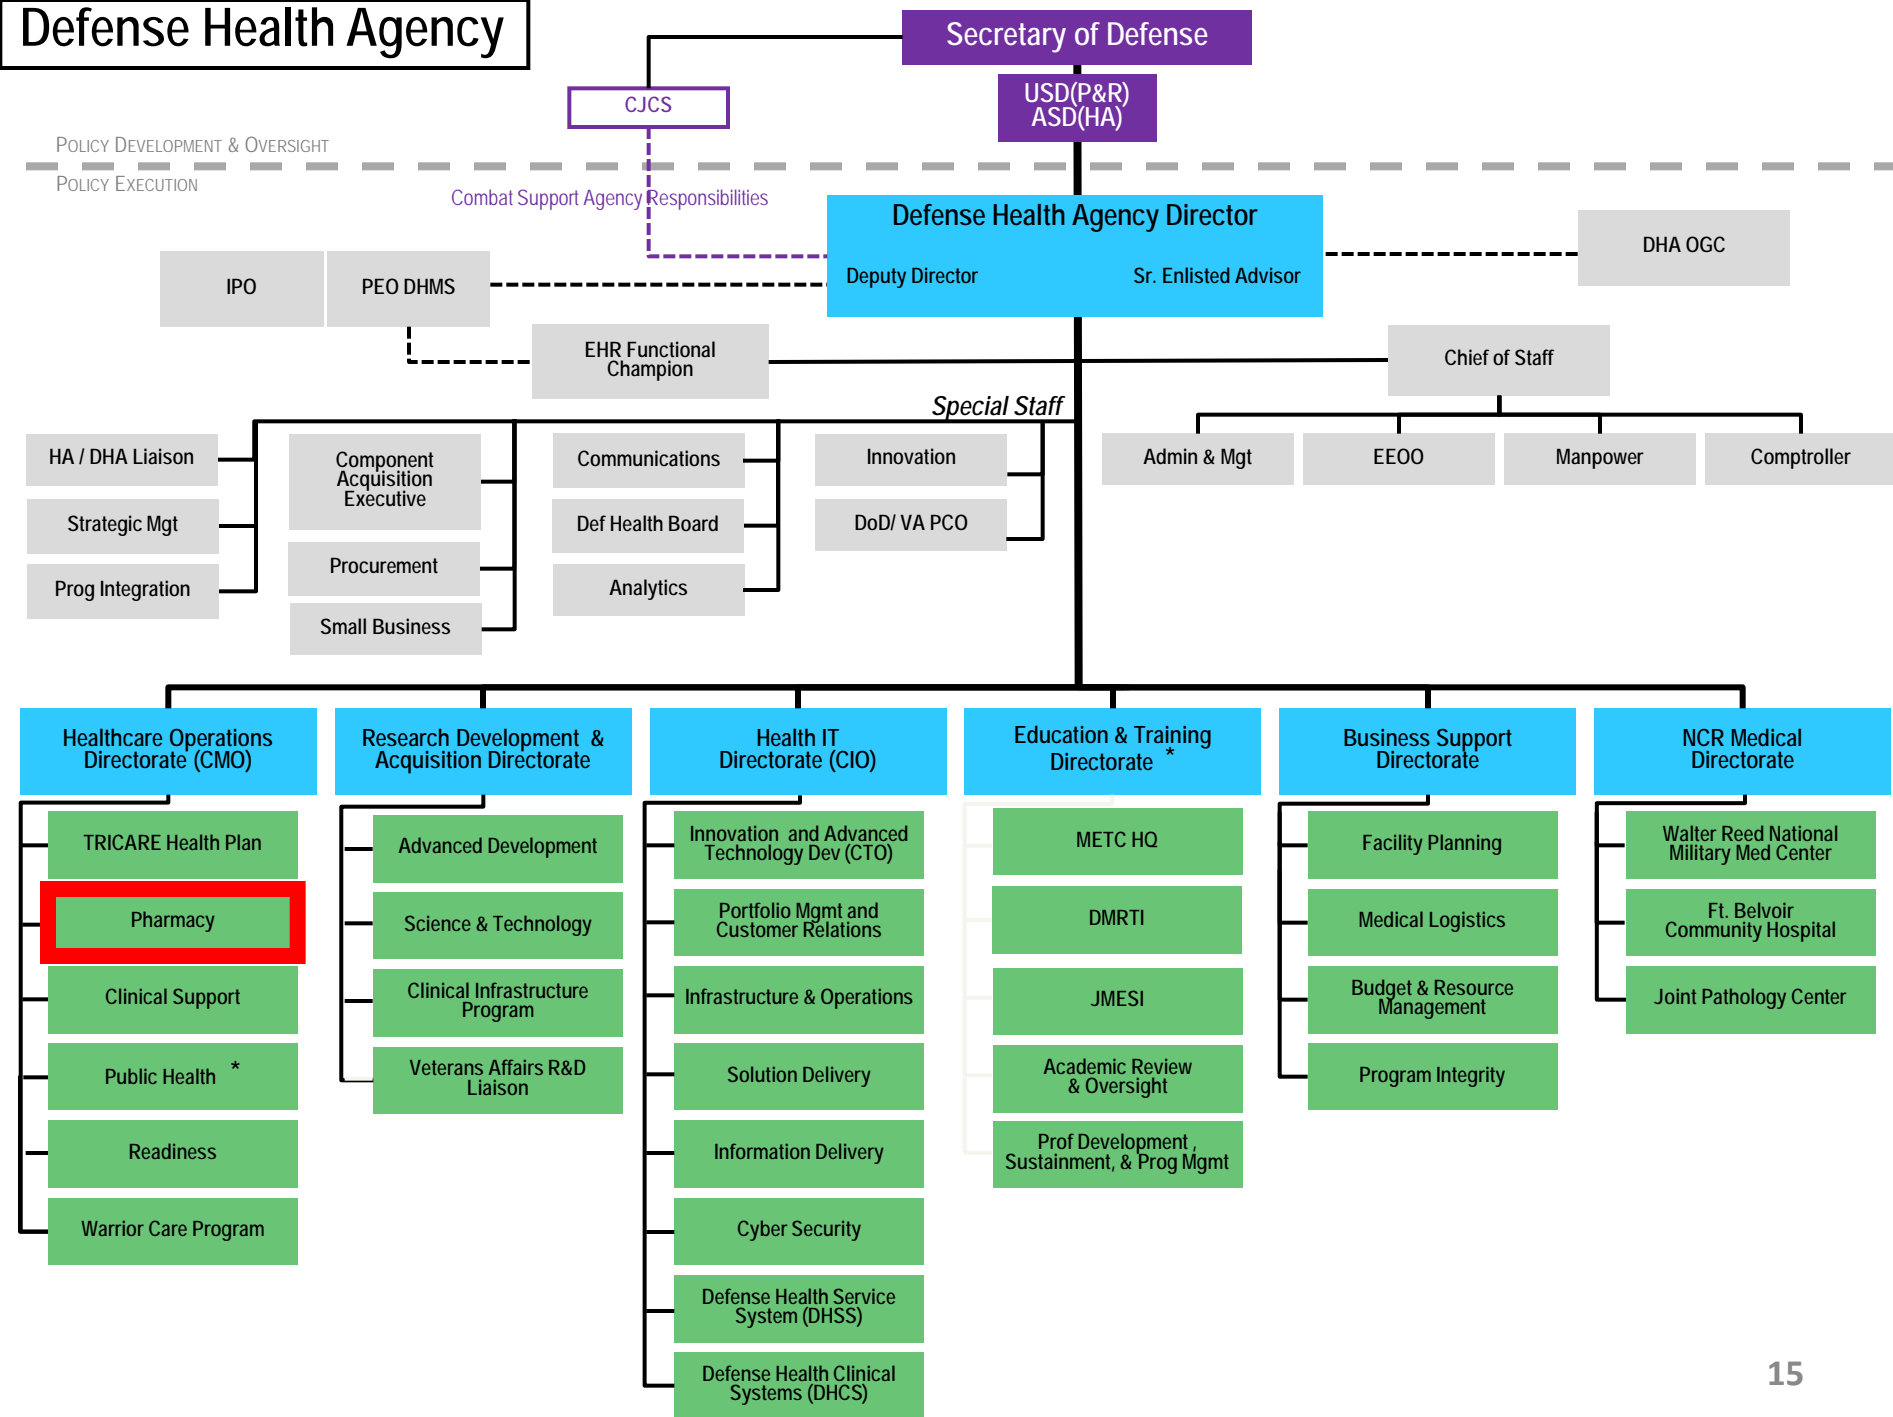 Defense Health Agency
Secretary of Defense
USD(P&R)
ASD(HA)
CJCS
POLICY DEVELOPMENT & OVERSIGHT
POLICY EXECUTION
Combat Support Agency Responsibilities
Defense Health Agency Director
Deputy Director
Sr. Enlisted Advisor
DHA OGC
IPO
PEO DHMS
EHR Functional
Champion
Chief of Staff
Special Staff
HA / DHA Liaison
Strategic Mgt
Prog Integration
Component
Acquisition
Executive
Procurement
Small Business
Communications
Def Health Board
Analytics
Innovation
DoD/ VA PCO
Admin & Mgt
EEOO
Manpower
Comptroller
Healthcare Operations
Directorate (CMO)
TRICARE Health Plan
Pharmacy
Clinical Support
Public Health *
Readiness
Warrior Care Program
Research Development &
Acquisition Directorate
Advanced Development
Science & Technology
Clinical Infrastructure
Program
Veterans Affairs R&D
Liaison
Health IT
Directorate (CIO)
Innovation and Advanced
Technology Dev (CTO)
Portfolio Mgmt and
Customer Relations
Infrastructure & Operations
Solution Delivery
Information Delivery
Cyber Security
Defense Health Service
System (DHSS)
Defense Health Clinical
Systems (DHCS)
Education & Training
Directorate *
METC HQ
DMRTI
JMESI
Academic Review
& Oversight
Prof Development ,
Sustainment, & Prog Mgmt
Business Support
Directorate
Facility Planning
Medical Logistics
Budget & Resource
Management
Program Integrity
NCR Medical
Directorate
Walter Reed National
Military Med Center
Ft. Belvoir
Community Hospital
Joint Pathology Center
15